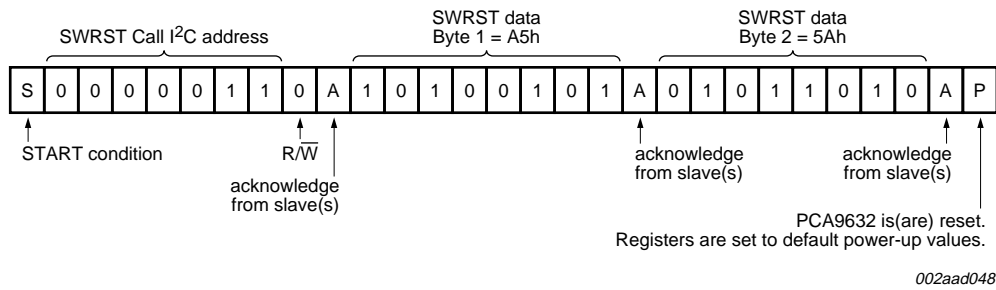 SWRST Call I²C address
SWRST data
Byte 1 = A5h
SWRST data
Byte 2 = 5Ah
S 0 0 0 0 0 1 1 0 A 1 0 1 0 0 1 0 1 A 0 1 0 1 1 0 1 0 A P
START condition
R/W̅
acknowledge
from slave(s)
acknowledge
from slave(s)
acknowledge
from slave(s)
PCA9632 is(are) reset.
Registers are set to default power-up values.
002aad048